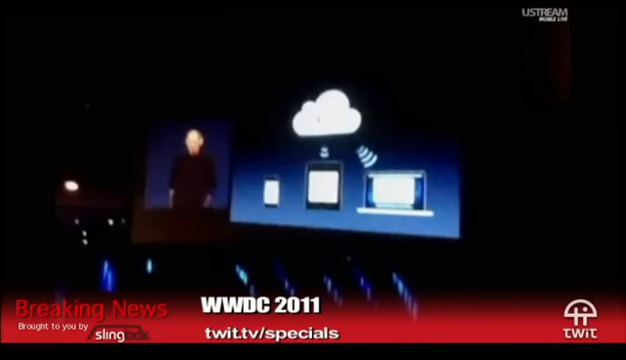 USTREAM
MOBILE LIVE
Breaking News
WWDC 2011
Brought to you by sling
twit.tv/specials
TWiT